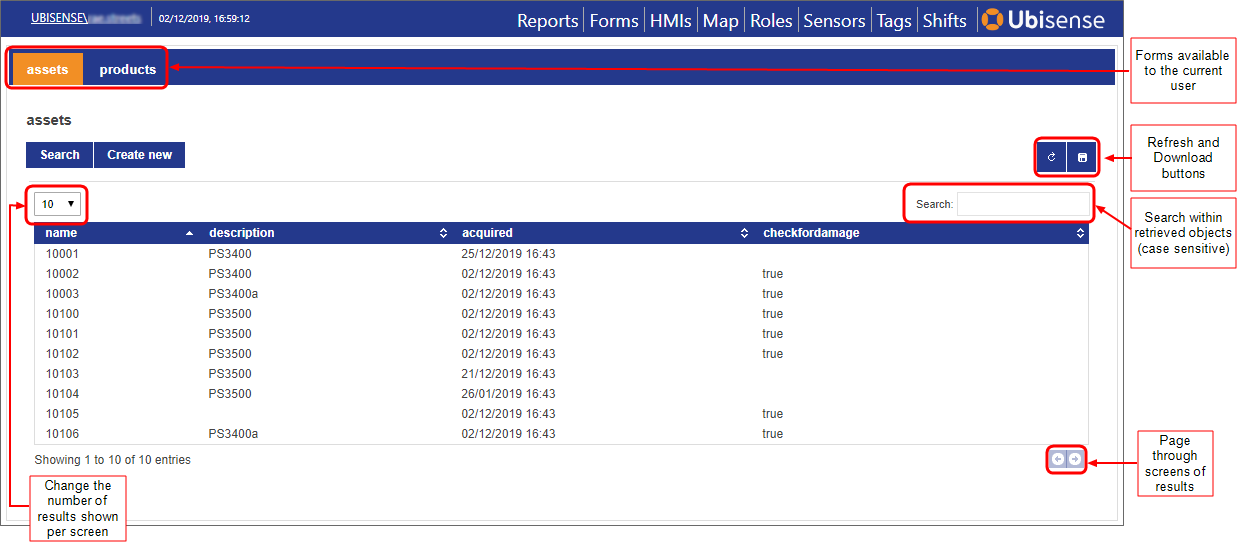 UBISENSE\
02/12/2019, 16:59:12
Reports Forms HMIs Map Roles Sensors Tags Shifts Ubisense
assets products
Forms available
to the current
user
assets
Search Create new
Refresh and
Download
buttons
10
Search:
Search within
retrieved objects
(case sensitive)
name description acquired checkfordamage
10001 PS3400 25/12/2019 16:43
10002 PS3400 02/12/2019 16:43 true
10003 PS3400a 02/12/2019 16:43 true
10100 PS3500 02/12/2019 16:43 true
10101 PS3500 02/12/2019 16:43 true
10102 PS3500 02/12/2019 16:43 true
10103 PS3500 21/12/2019 16:43
10104 PS3500 26/01/2019 16:43
10105 02/12/2019 16:43 true
10106 PS3400a 02/12/2019 16:43 true
Showing 1 to 10 of 10 entries
Page
through
screens of
results
Change the
number of
results shown
per screen